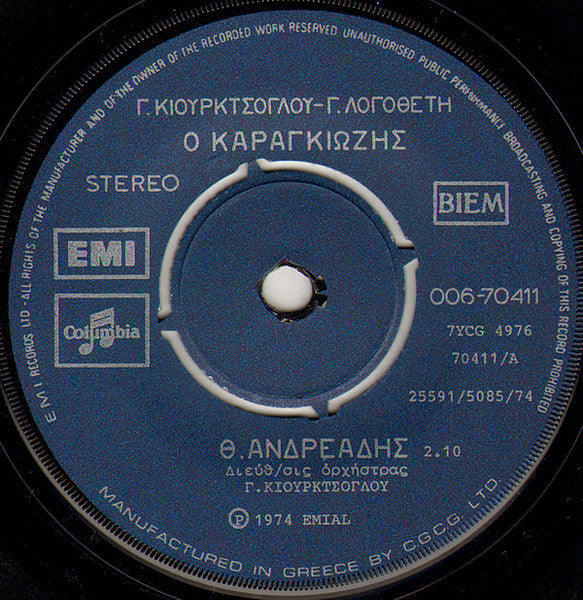 E M I RECORDS LTD - ALL RIGHTS OF THE MANUFACTURER AND OF THE OWNER OF THE RECORDED WORK RESERVED UNAUTHORISED PUBLIC PERFORMANCE BROADCASTING AND COPYING OF THIS RECORD PROHIBITED
Γ.ΚΙΟΥΡΚΤΣΟΓΛΟΥ-Γ.ΛΟΓΟΘΕΤΗ
Ο ΚΑΡΑΓΚΙΩΖΗΣ
STEREO
BIEM
EMI
Columbia
006-70411
7YCG 4976
70411/A
25591/5085/74
Θ.ΑΝΔΡΕΑΔΗΣ 2.10
Διεύθ/σις ὀρχήστρας
Γ.ΚΙΟΥΡΚΤΣΟΓΛΟΥ
Ⓟ 1974 EMIAL
MANUFACTURED IN GREECE BY C.G.C.G. LTD.